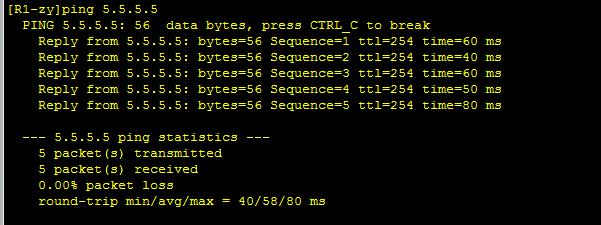 [R1-zy]ping 5.5.5.5
PING 5.5.5.5: 56  data bytes, press CTRL_C to break
Reply from 5.5.5.5: bytes=56 Sequence=1 ttl=254 time=60 ms
Reply from 5.5.5.5: bytes=56 Sequence=2 ttl=254 time=40 ms
Reply from 5.5.5.5: bytes=56 Sequence=3 ttl=254 time=60 ms
Reply from 5.5.5.5: bytes=56 Sequence=4 ttl=254 time=50 ms
Reply from 5.5.5.5: bytes=56 Sequence=5 ttl=254 time=80 ms
--- 5.5.5.5 ping statistics ---
5 packet(s) transmitted
5 packet(s) received
0.00% packet loss
round-trip min/avg/max = 40/58/80 ms